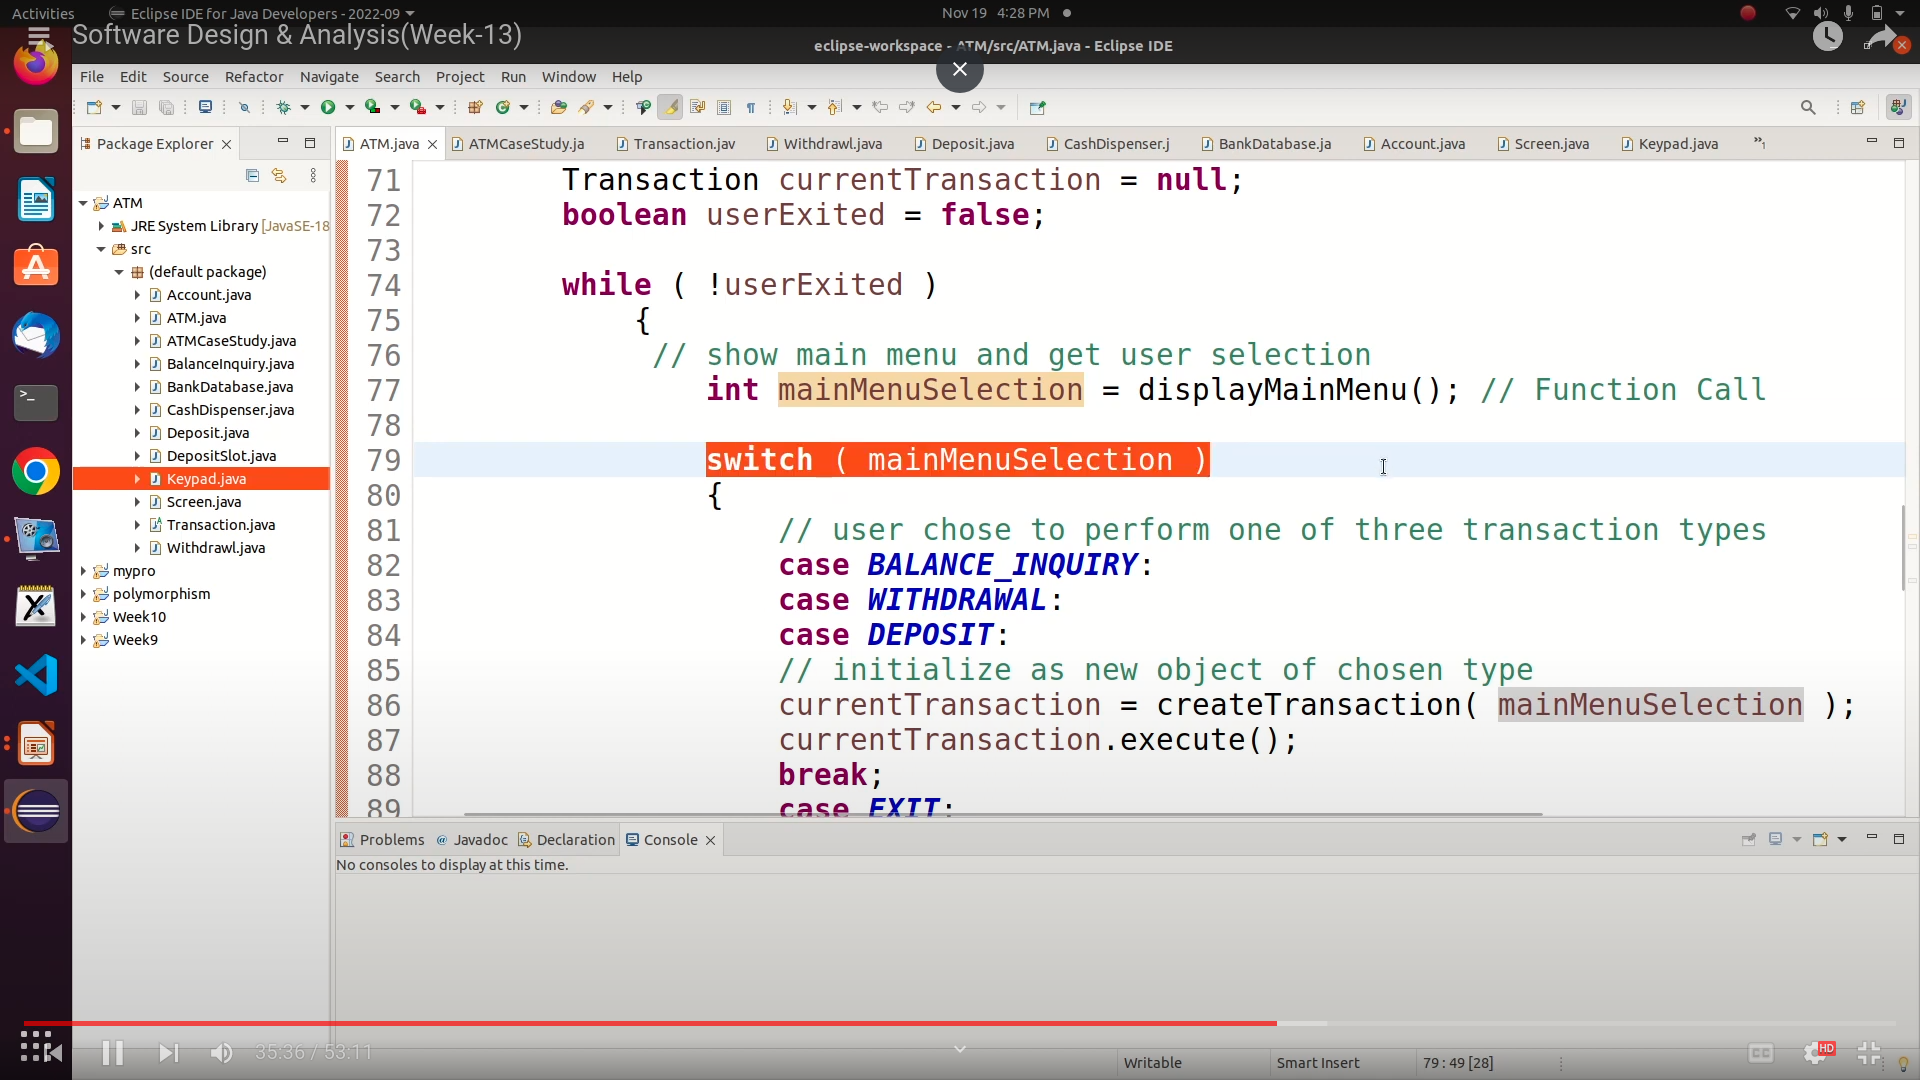 Activities Eclipse IDE for Java Developers - 2022-09 Nov 19 4:28 PM
Software Design & Analysis(Week-13)
eclipse-workspace - ATM/src/ATM.java - Eclipse IDE
File Edit Source Refactor Navigate Search Project Run Window Help
Package Explorer
ATM.java ATMCaseStudy.ja Transaction.jav Withdrawl.java Deposit.java CashDispenser.j BankDatabase.ja Account.java Screen.java Keypad.java
ATM
JRE System Library [JavaSE-18
src
(default package)
Account.java
ATM.java
ATMCaseStudy.java
BalanceInquiry.java
BankDatabase.java
CashDispenser.java
Deposit.java
DepositSlot.java
Keypad.java
Screen.java
Transaction.java
Withdrawl.java
mypro
polymorphism
Week10
Week9
71 Transaction currentTransaction = null;
72 boolean userExited = false;
73
74 while ( !userExited )
75 {
76 // show main menu and get user selection
77 int mainMenuSelection = displayMainMenu(); // Function Call
78
79 switch ( mainMenuSelection )
80 {
81 // user chose to perform one of three transaction types
82 case BALANCE_INQUIRY:
83 case WITHDRAWAL:
84 case DEPOSIT:
85 // initialize as new object of chosen type
86 currentTransaction = createTransaction( mainMenuSelection );
87 currentTransaction.execute();
88 break;
89 case EXIT:
Problems Javadoc Declaration Console
No consoles to display at this time.
35:36 / 53:11
CC HD
Writable Smart Insert 79 : 49 [28]